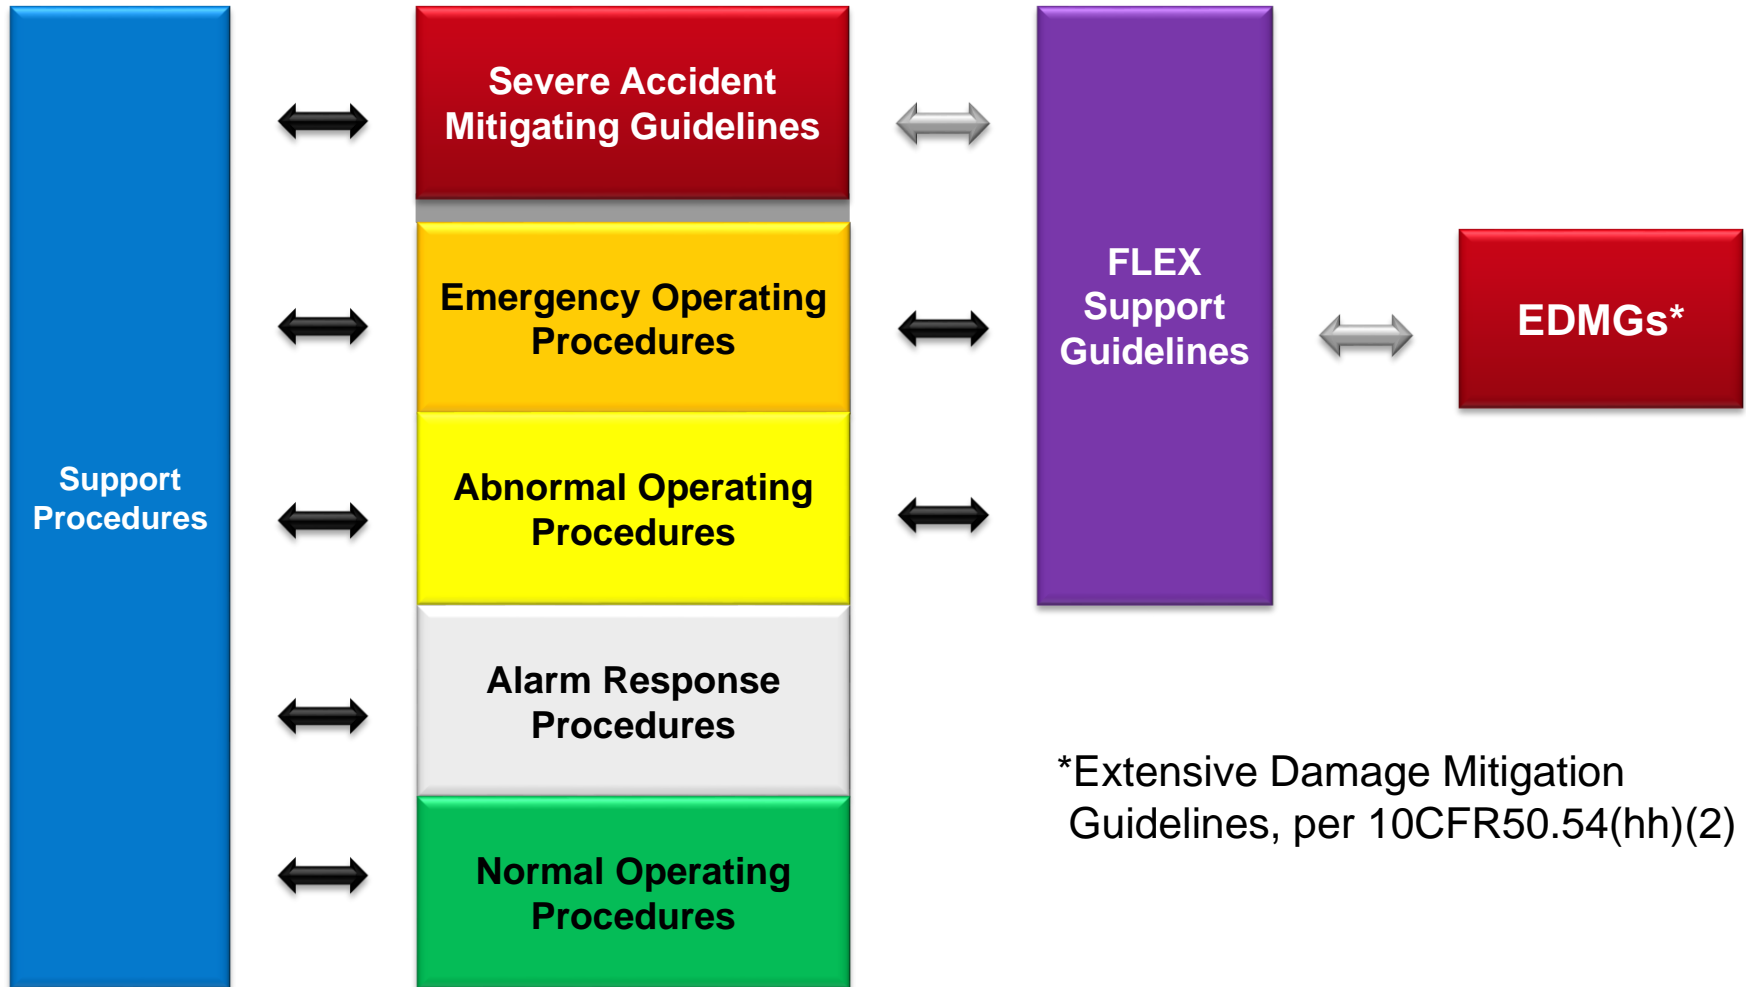 Support
Procedures
Severe Accident
Mitigating Guidelines
Emergency Operating
Procedures
Abnormal Operating
Procedures
Alarm Response
Procedures
Normal Operating
Procedures
FLEX
Support
Guidelines
EDMGs*
*Extensive Damage Mitigation
Guidelines, per 10CFR50.54(hh)(2)